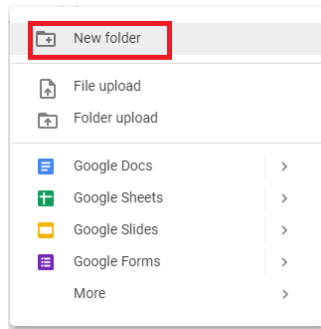 New folder
File upload
Folder upload
Google Docs
Google Sheets
Google Slides
Google Forms
More